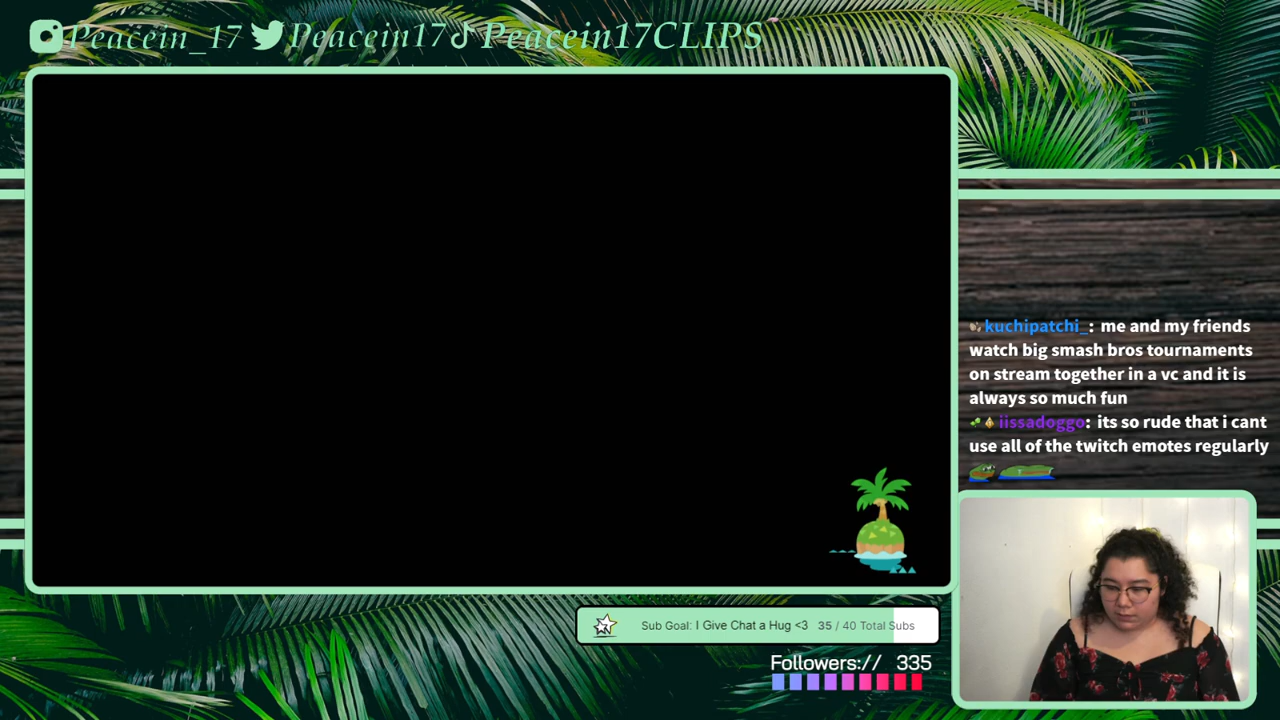 Peacein_17 Peacein17 Peacein17CLIPS
kuchipatchi_: me and my friends
watch big smash bros tournaments
on stream together in a vc and it is
always so much fun
iissadoggo: its so rude that i cant
use all of the twitch emotes regularly
Sub Goal: I Give Chat a Hug <3 35 / 40 Total Subs
Followers:// 335